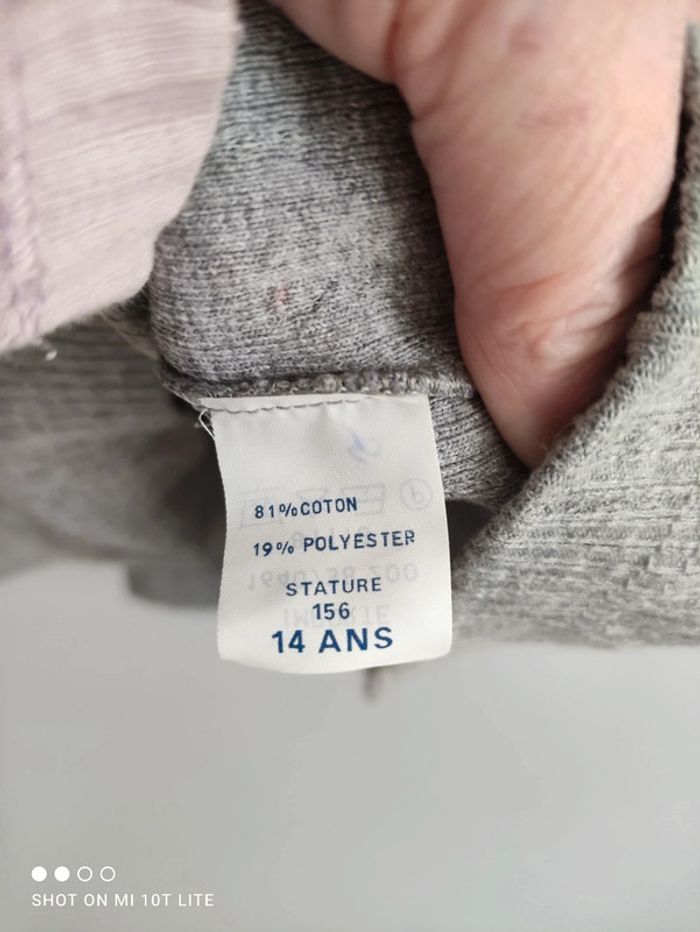 81% COTON
19% POLYESTER
STATURE
156
14 ANS
SHOT ON MI 10T LITE